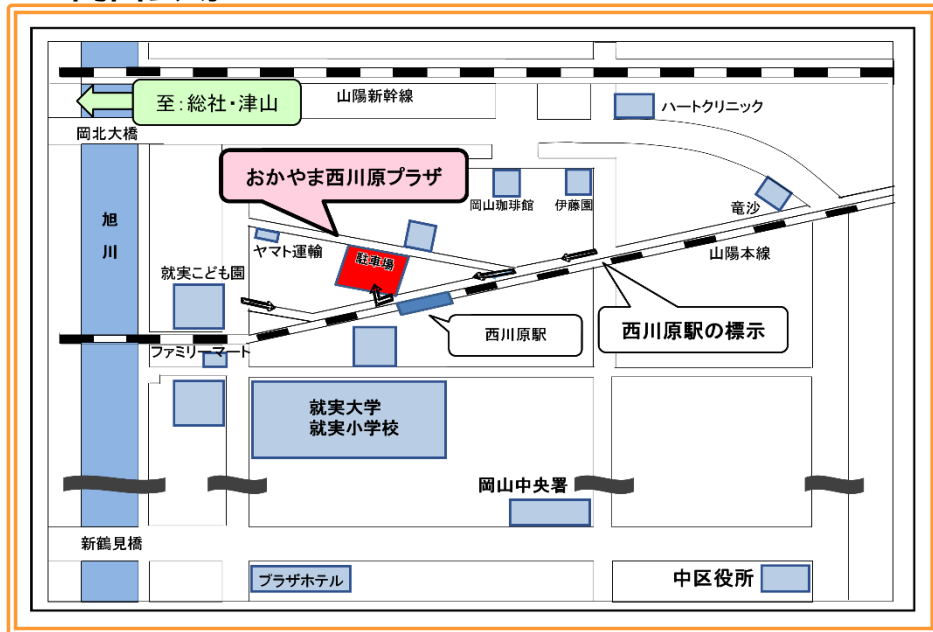 山陽新幹線
至：総社・津山
ハートクリニック
岡北大橋
おかやま西川原プラザ
岡山珈琲館
伊藤園
竜沙
旭
川
ヤマト運輸
駐車場
山陽本線
就実こども園
西川原駅
西川原駅の標示
ファミリーマート
就実大学
就実小学校
岡山中央署
新鶴見橋
プラザホテル
中区役所